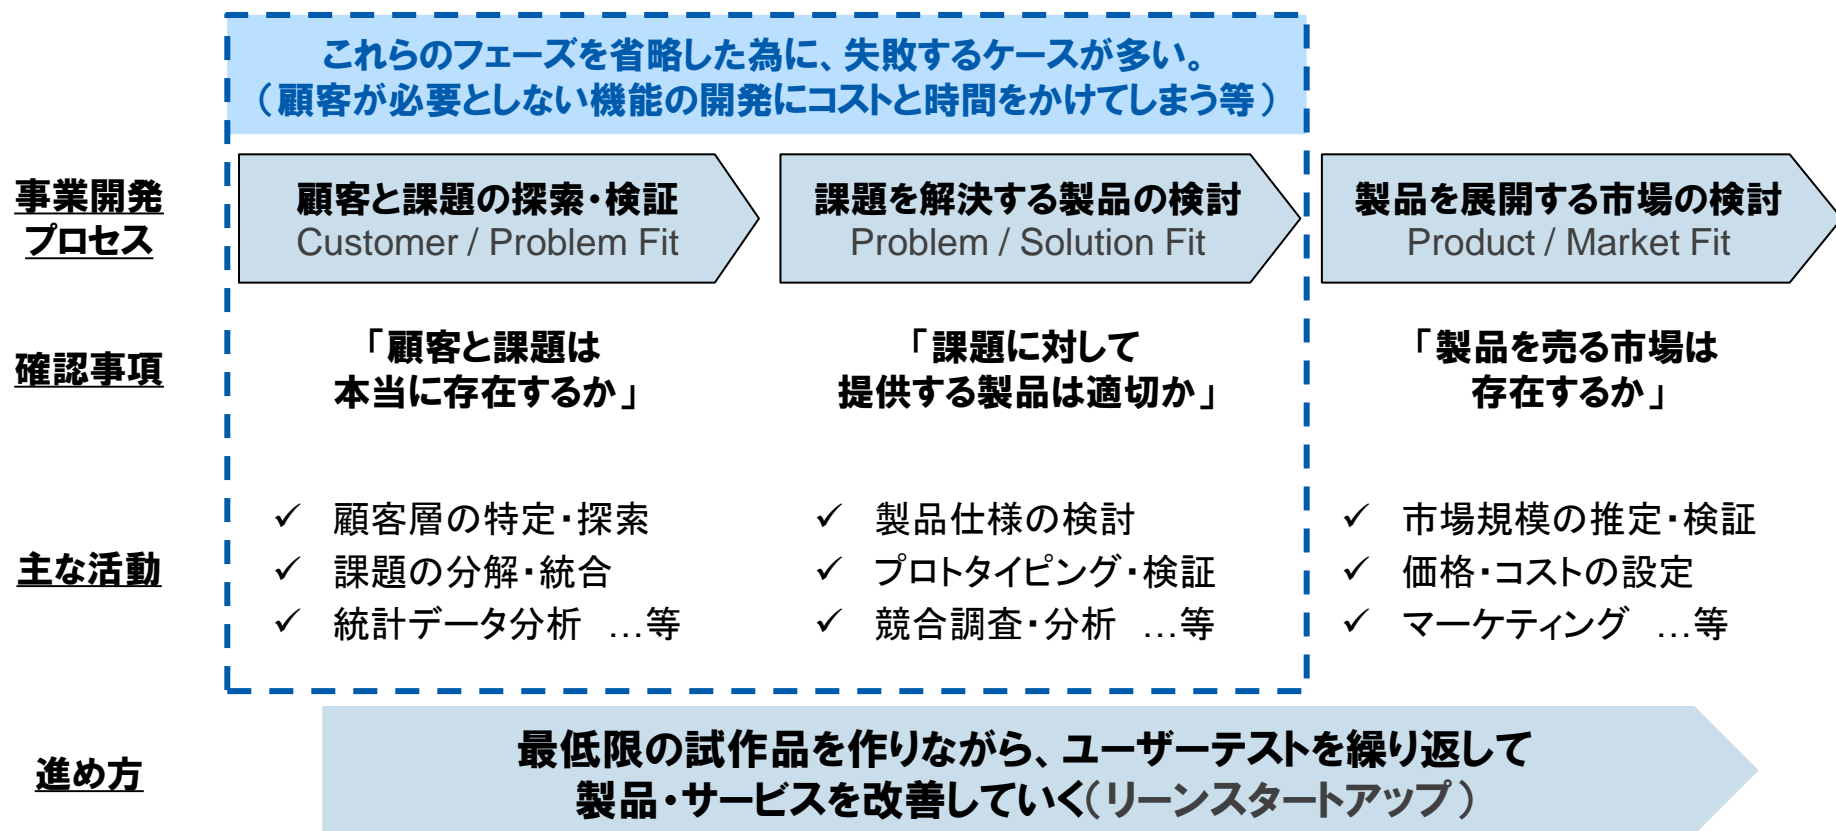 これらのフェーズを省略した為に、失敗するケースが多い。
（顧客が必要としない機能の開発にコストと時間をかけてしまう等）
事業開発
プロセス
顧客と課題の探索・検証
Customer / Problem Fit
課題を解決する製品の検討
Problem / Solution Fit
製品を展開する市場の検討
Product / Market Fit
確認事項
「顧客と課題は
本当に存在するか」
「課題に対して
提供する製品は適切か」
「製品を売る市場は
存在するか」
主な活動
✓ 顧客層の特定・探索
✓ 課題の分解・統合
✓ 統計データ分析 …等
✓ 製品仕様の検討
✓ プロトタイピング・検証
✓ 競合調査・分析 …等
✓ 市場規模の推定・検証
✓ 価格・コストの設定
✓ マーケティング …等
進め方
最低限の試作品を作りながら、ユーザーテストを繰り返して
製品・サービスを改善していく（リーンスタートアップ）